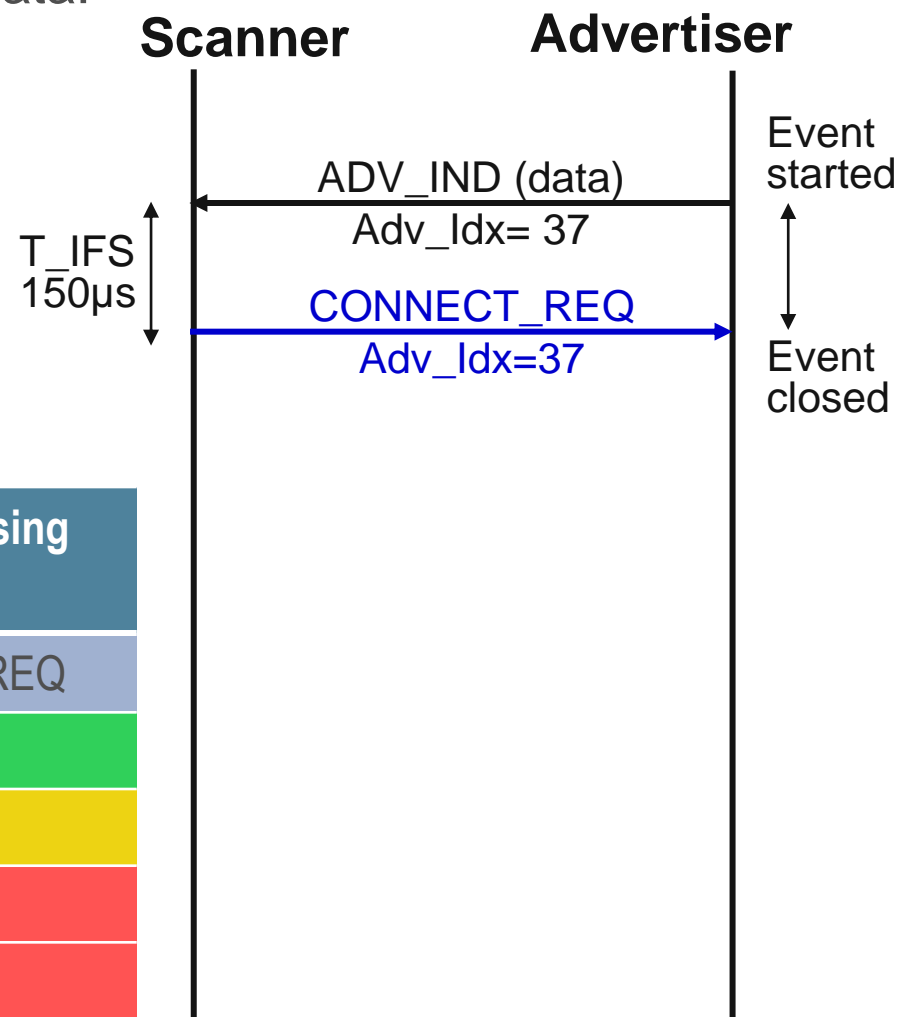 Scanner
Advertiser
Event
started
ADV_IND (data)
Adv_Idx= 37
T_IFS
150µs
CONNECT_REQ
Adv_Idx=37
Event
closed
sing
REQ